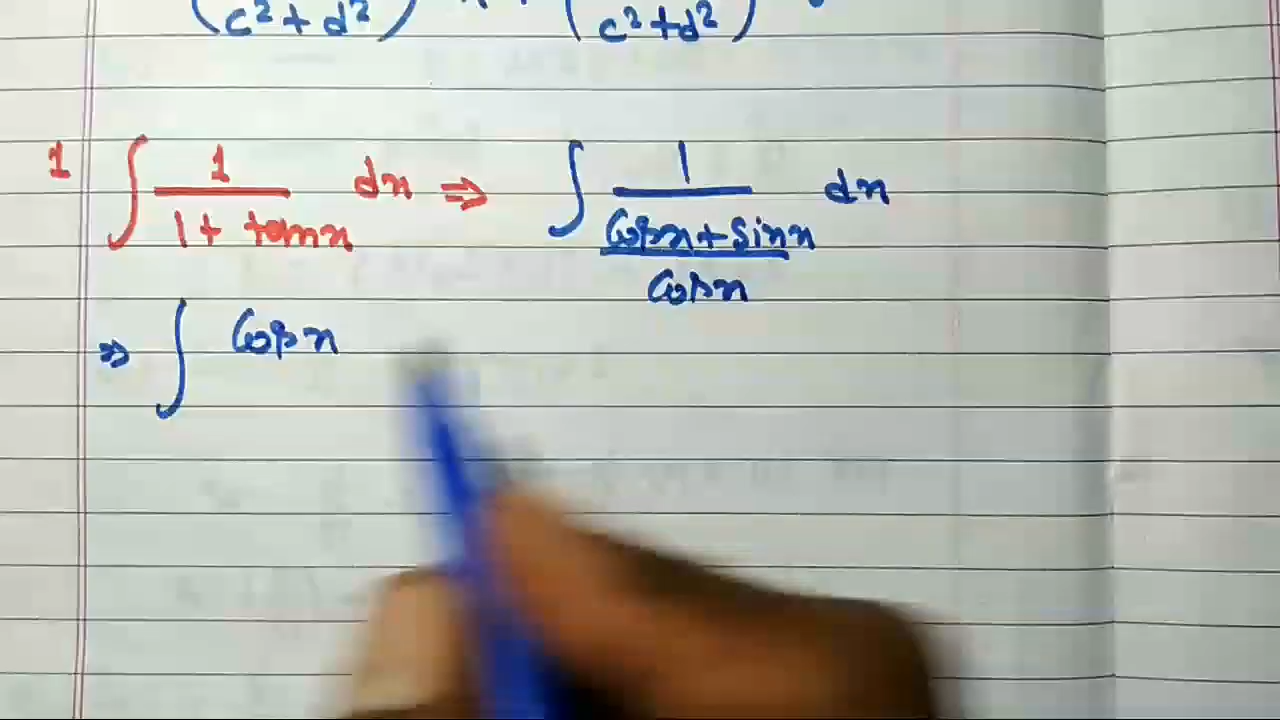 (c²+d²) (c²+d²)
1 ∫ 1/(1+tanx) dx ⇒ ∫ 1/((Cosx+Sinx)/Cosx) dx
⇒ ∫ Cosx